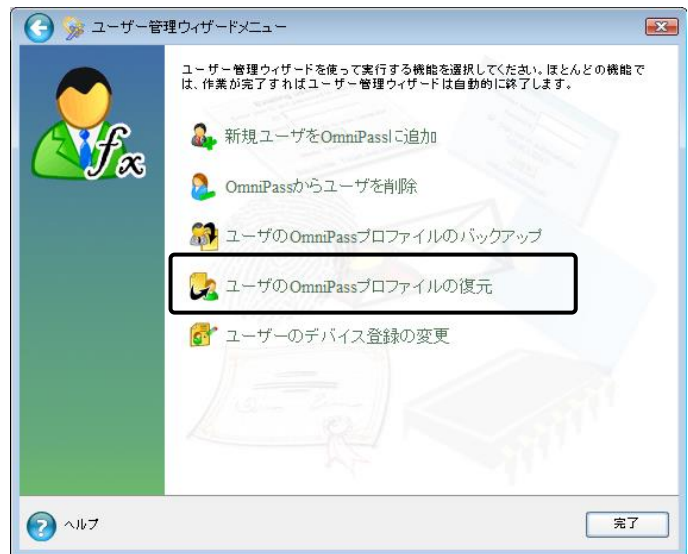 ユーザー管理ウィザードメニュー
ユーザー管理ウィザードを使って実行する機能を選択してください。ほとんどの機能で
は、作業が完了すればユーザー管理ウィザードは自動的に終了します。
fx
新規ユーザをOmniPassに追加
OmniPassからユーザを削除
ユーザのOmniPassプロファイルのバックアップ
ユーザのOmniPassプロファイルの復元
ユーザーのデバイス登録の変更
ヘルプ
完了